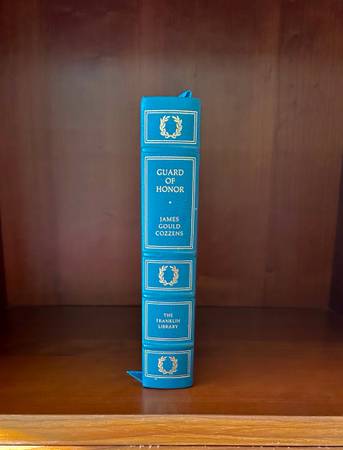 GUARD
OF
HONOR
JAMES
GOULD
COZZENS
THE
FRANKLIN
LIBRARY